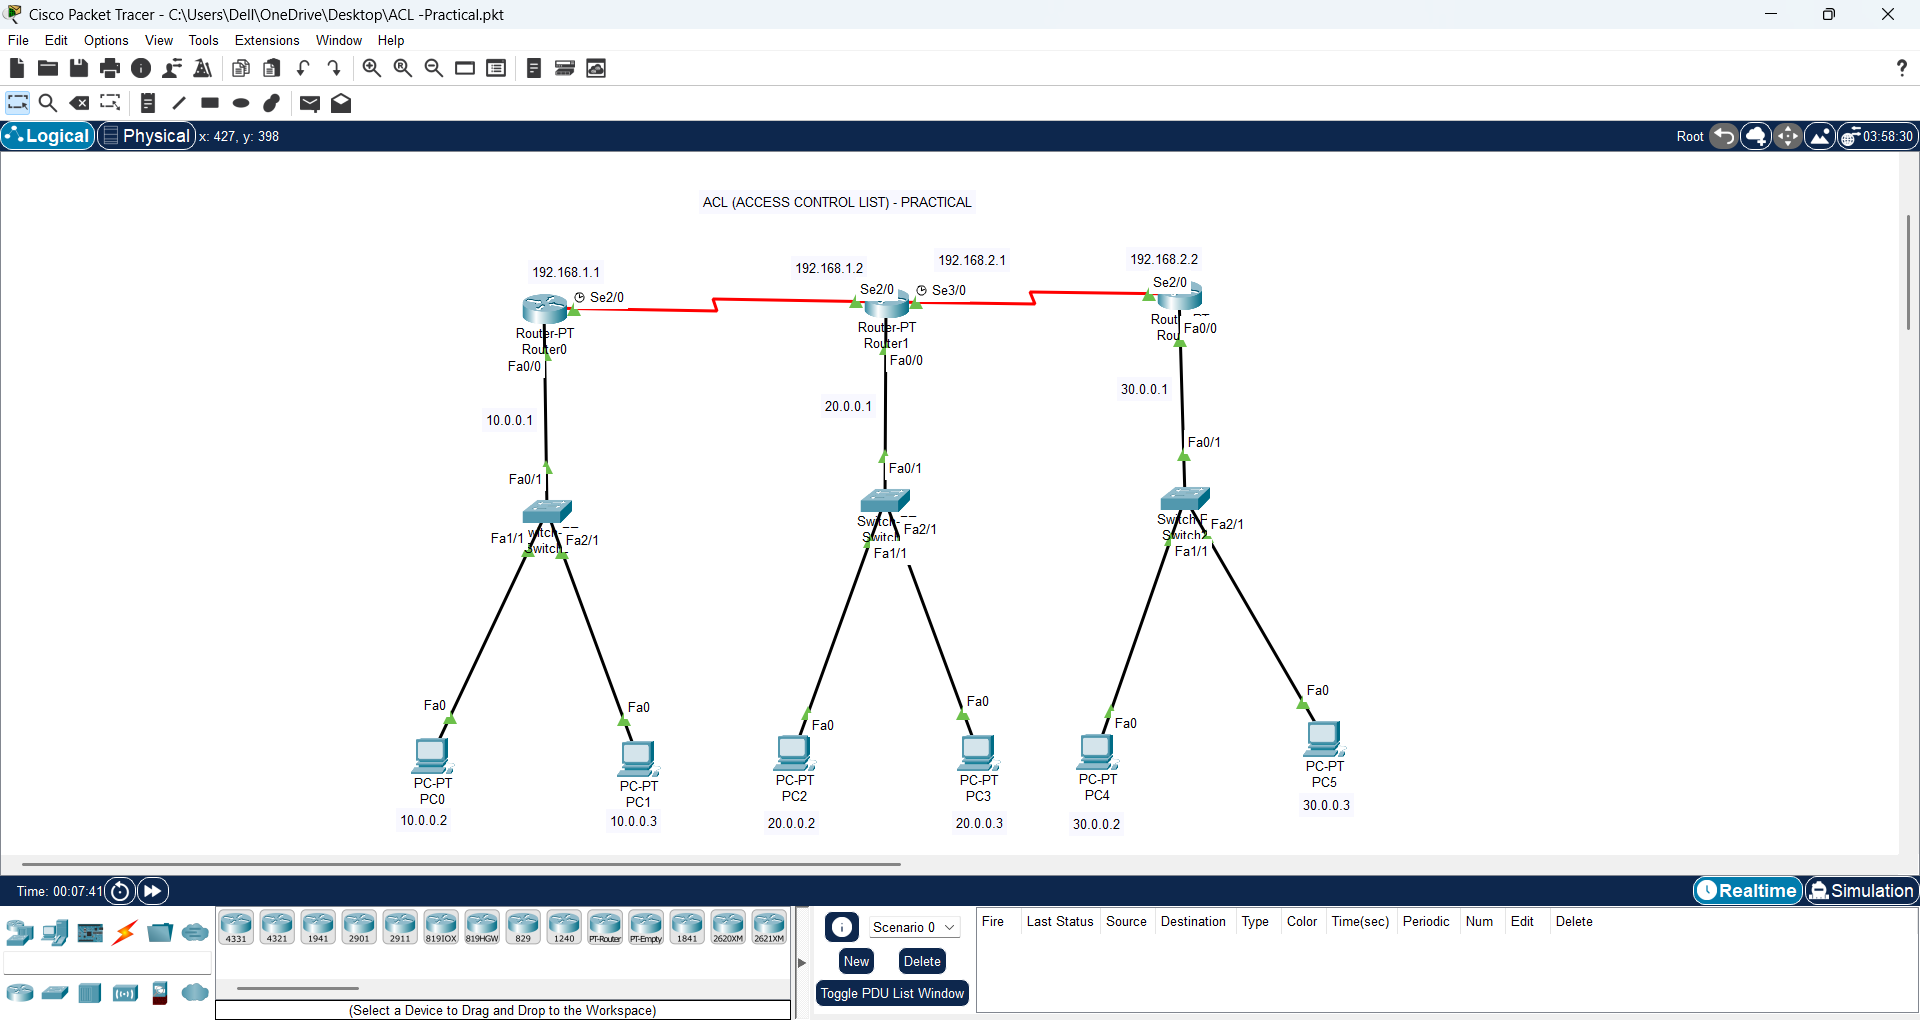 Cisco Packet Tracer - C:\Users\Dell\OneDrive\Desktop\ACL -Practical.pkt
File Edit Options View Tools Extensions Window Help
?
Logical Physical x: 427, y: 398 Root 03:58:30
ACL (ACCESS CONTROL LIST) - PRACTICAL
192.168.1.1 192.168.1.2 192.168.2.1 192.168.2.2
Se2/0 Se2/0 Se3/0 Se2/0
Router-PT Router-PT Rout
Router0 Router1 Rou Fa0/0
Fa0/0 Fa0/0
10.0.0.1 20.0.0.1 30.0.0.1
Fa0/1 Fa0/1 Fa0/1
Fa1/1 witch- Fa2/1 Switch- Fa2/1 Switch-P Fa2/1
Switch Switch Switch2
Fa1/1 Fa1/1
Fa0 Fa0 Fa0 Fa0 Fa0 Fa0
PC-PT PC-PT PC-PT PC-PT PC-PT PC-PT
PC0 PC1 PC2 PC3 PC4 PC5
10.0.0.2 10.0.0.3 20.0.0.2 20.0.0.3 30.0.0.2 30.0.0.3
Time: 00:07:41 Realtime Simulation
4331 4321 1941 2901 2911 819IOX 819HGW 829 1240 PT-Router PT-Empty 1841 2620XM 2621XM
(Select a Device to Drag and Drop to the Workspace)
Scenario 0
New Delete
Toggle PDU List Window
Fire Last Status Source Destination Type Color Time(sec) Periodic Num Edit Delete